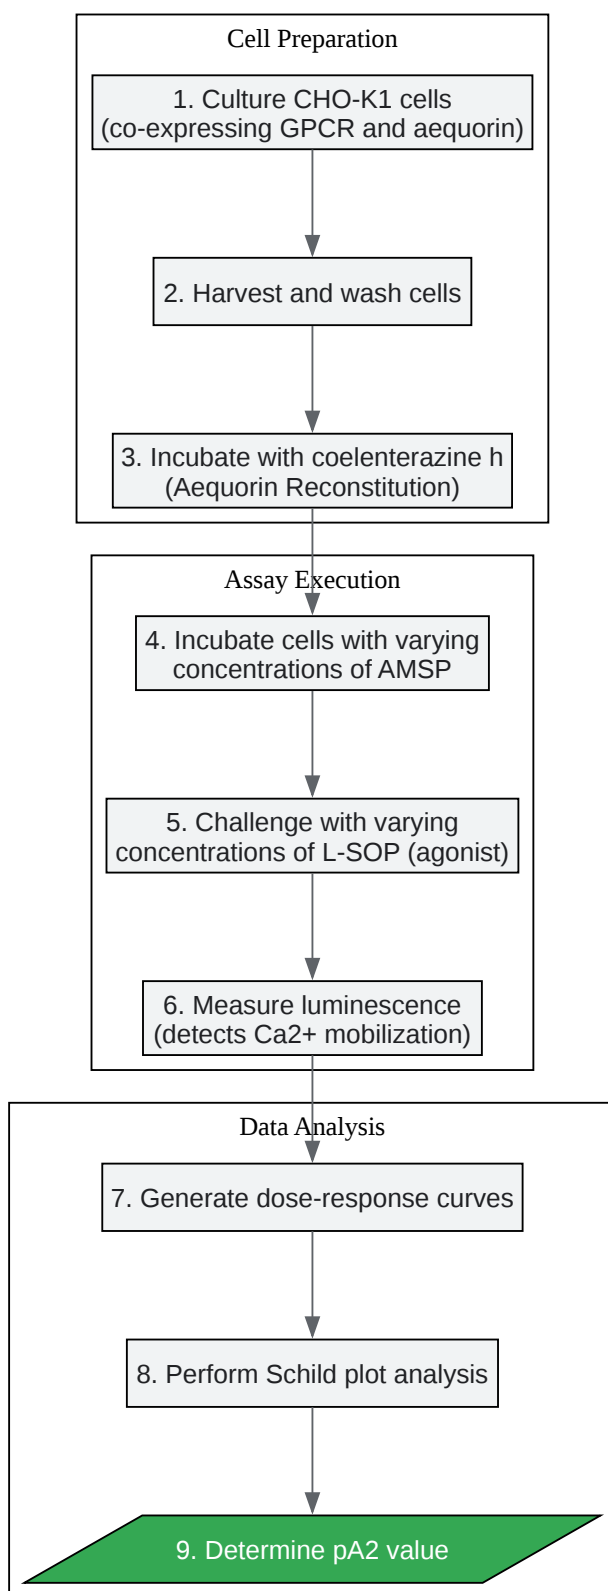 Cell Preparation
1. Culture CHO-K1 cells
(co-expressing GPCR and aequorin)
2. Harvest and wash cells
3. Incubate with coelenterazine h
(Aequorin Reconstitution)
Assay Execution
4. Incubate cells with varying
concentrations of AMSP
5. Challenge with varying
concentrations of L-SOP (agonist)
6. Measure luminescence
(detects Ca2+ mobilization)
Data Analysis
7. Generate dose-response curves
8. Perform Schild plot analysis
9. Determine pA2 value